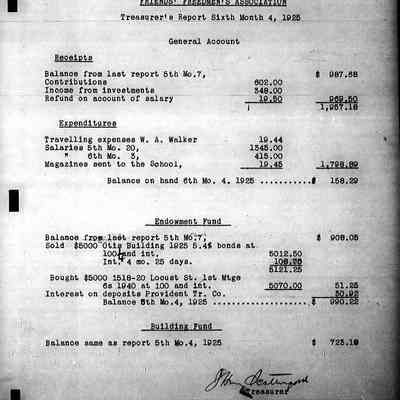 FRIENDS' FREEDMEN'S ASSOCIATION
Treasurer's Report Sixth Month 4, 1925
General Account
Receipts
Balance from last report 5th Mo.7, $ 987.68
Contributions 602.00
Income from investments 348.00
Refund on account of salary 19.50 969.50
1,957.18
Expenditures
Travelling expenses W. A. Walker 19.44
Salaries 5th Mo. 20, 1345.00
" 6th Mo. 3, 415.00
Magazines sent to the School, 19.45 1,798.89
Balance on hand 6th Mo. 4. 1925 ........... $ 158.29
Endowment Fund
Balance from last report 5th Mo.7, $ 908.05
Sold $5000 Otis Building 1925 5.4% bonds at
100 and int. 5012.50
Int. 4 mo. 25 days. 108.75
5121.25
Bought $5000 1518-20 Locust St. 1st Mtge
6s 1940 at 100 and int. 5070.00 51.25
Interest on deposits Provident Tr. Co. 30.92
Balance 5th Mo.4, 1925 ...................... $ 990.22
Building Fund
Balance same as report 5th Mo.4, 1925 $ 725.19
Treasurer